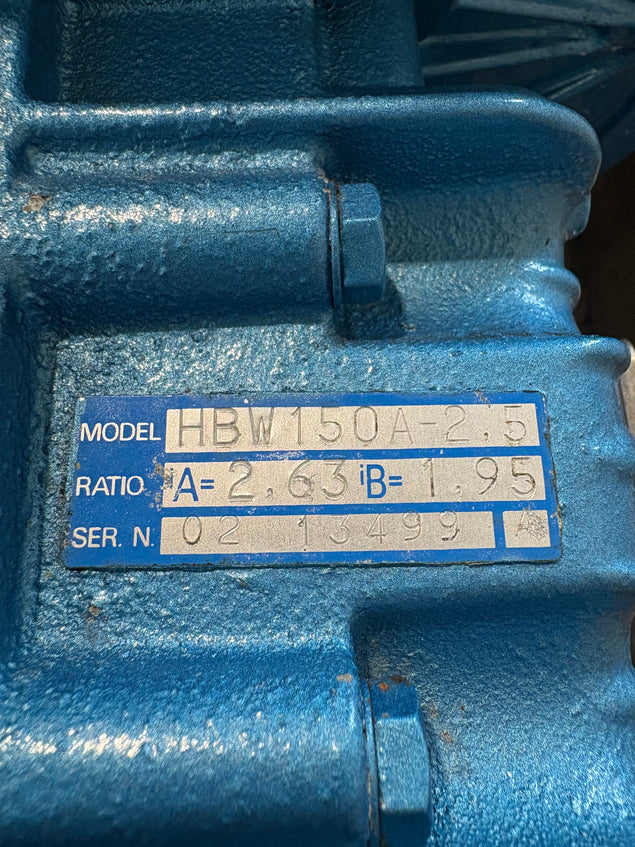 MODEL HBW150A-2.5
RATIO iA= 2.63 iB= 1.95
SER. N. 02 13499 A